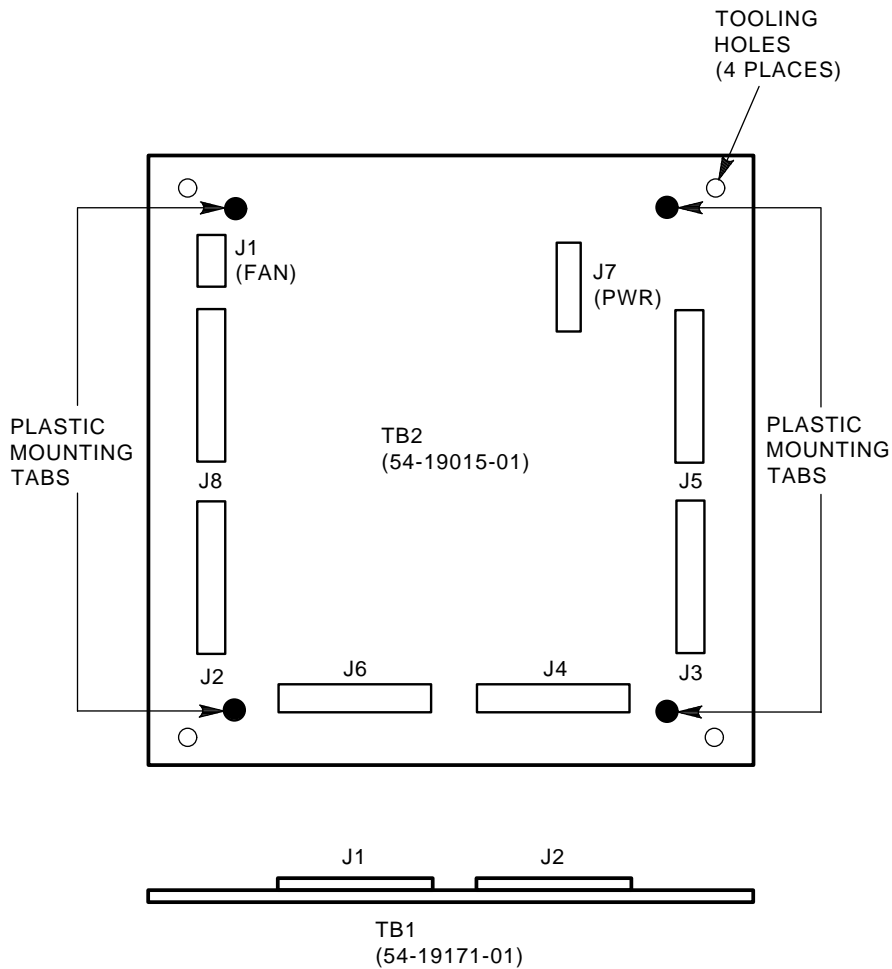 TOOLING
HOLES
(4 PLACES)
J1
(FAN)
J7
(PWR)
PLASTIC
MOUNTING
TABS
TB2
(54-19015-01)
PLASTIC
MOUNTING
TABS
J8
J5
J2
J6
J4
J3
J1
J2
TB1
(54-19171-01)